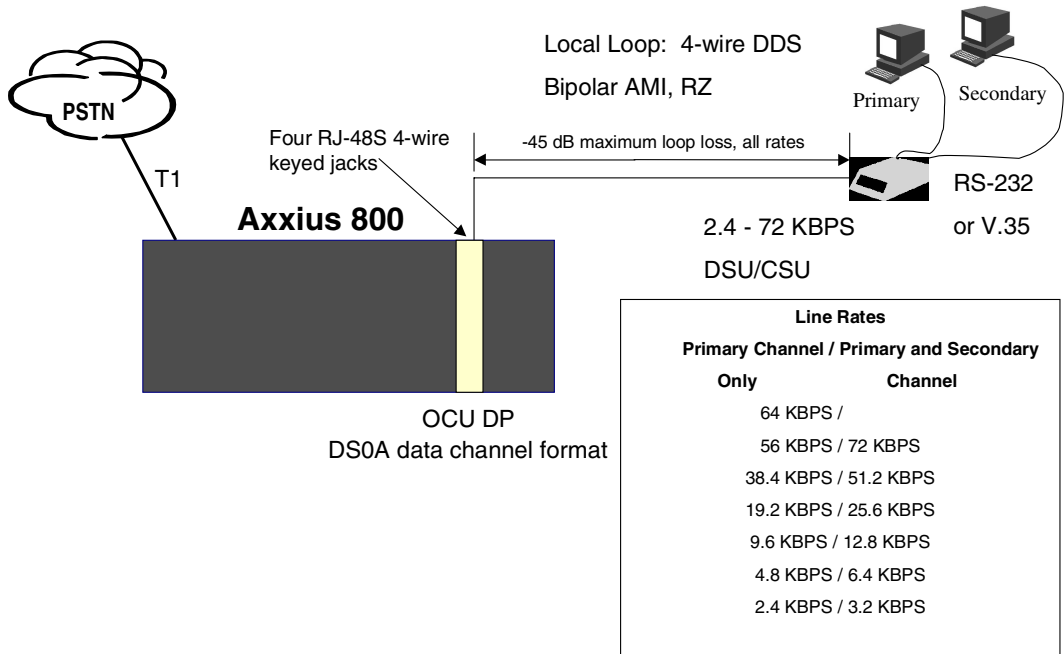 PSTN
T1
Local Loop: 4-wire DDS
Bipolar AMI, RZ
Primary
Secondary
Four RJ-48S 4-wire
keyed jacks
-45 dB maximum loop loss, all rates
RS-232
or V.35
Axxius 800
2.4 - 72 KBPS
DSU/CSU
OCU DP
DS0A data channel format
Line Rates
Primary Channel / Primary and Secondary
Only Channel
64 KBPS /
56 KBPS / 72 KBPS
38.4 KBPS / 51.2 KBPS
19.2 KBPS / 25.6 KBPS
9.6 KBPS / 12.8 KBPS
4.8 KBPS / 6.4 KBPS
2.4 KBPS / 3.2 KBPS